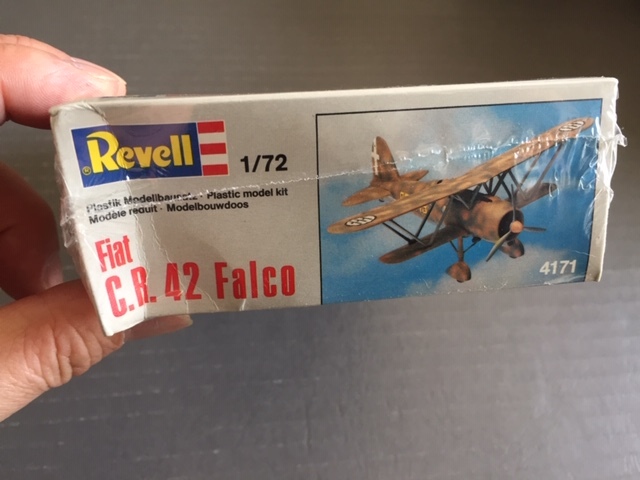 ®Revell
1/72
Plastik Modellbausatz · Plastic model kit
Modèle réduit · Modelbouwdoos
Fiat
C.R. 42 Falco
4171